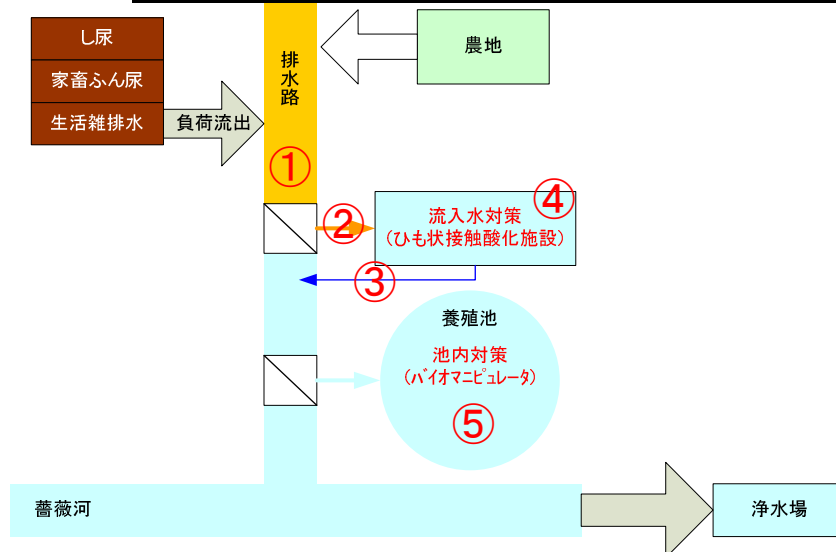 し尿
家畜ふん尿
生活雑排水
負荷流出
排水路
農地
①
②
③
④
流入水対策
(ひも状接触酸化施設)
養殖池
池内対策
(バイオマニピュレータ)
⑤
薔薇河
浄水場